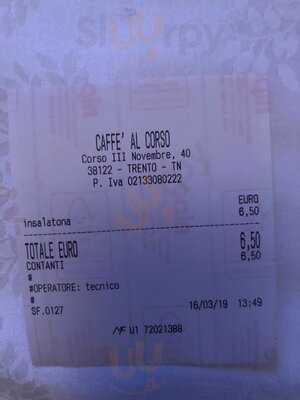 CAFFE' AL CORSO
Corso III Novembre, 40
38122 - TRENTO - TN
P. Iva 02133080222
EURO
insalatona 6,50
TOTALE EURO 6,50
CONTANTI 6,50
#
#OPERATORE: tecnico
#
SF.0127 16/03/19 13:49
MF U1 72021388